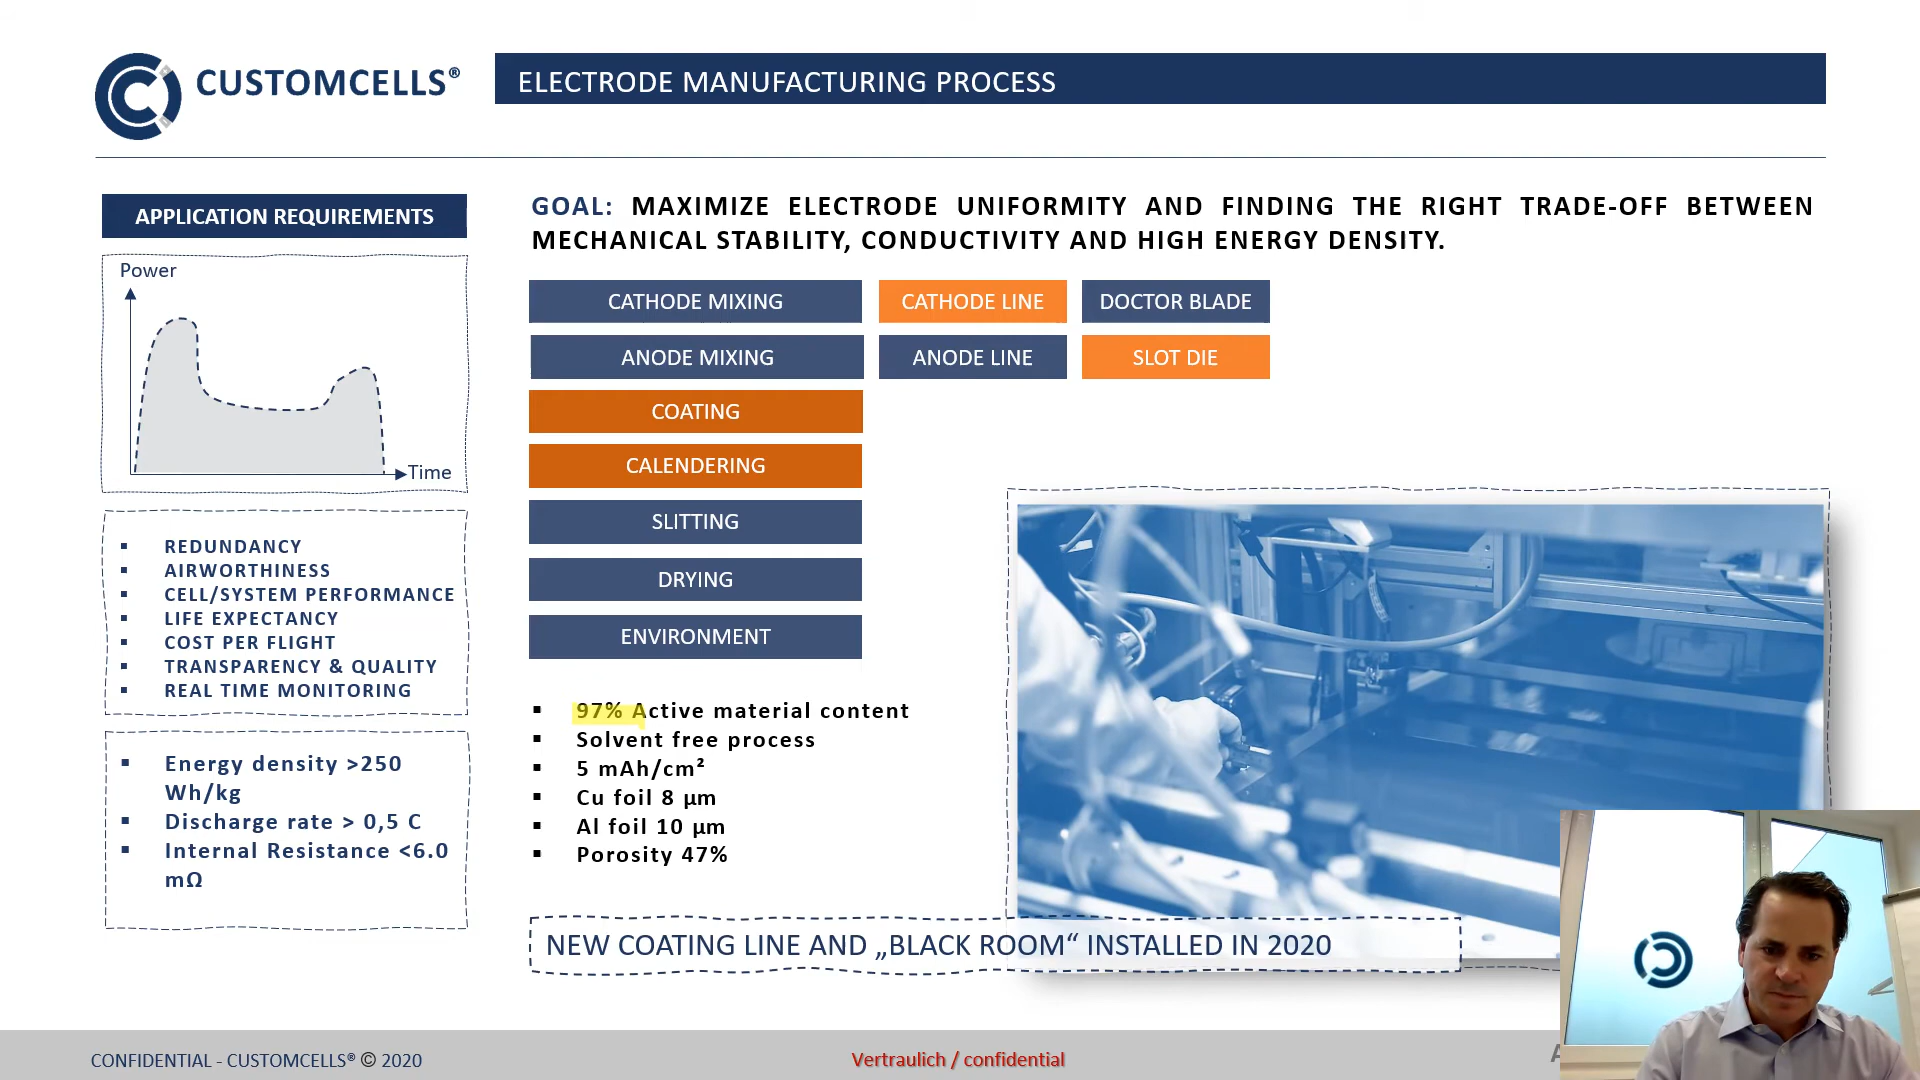 CUSTOMCELLS®
ELECTRODE MANUFACTURING PROCESS
APPLICATION REQUIREMENTS
Power
Time
REDUNDANCY
AIRWORTHINESS
CELL/SYSTEM PERFORMANCE
LIFE EXPECTANCY
COST PER FLIGHT
TRANSPARENCY & QUALITY
REAL TIME MONITORING
Energy density >250
Wh/kg
Discharge rate > 0,5 C
Internal Resistance <6.0
mΩ
GOAL: MAXIMIZE ELECTRODE UNIFORMITY AND FINDING THE RIGHT TRADE-OFF BETWEEN
MECHANICAL STABILITY, CONDUCTIVITY AND HIGH ENERGY DENSITY.
CATHODE MIXING
CATHODE LINE
DOCTOR BLADE
ANODE MIXING
ANODE LINE
SLOT DIE
COATING
CALENDERING
SLITTING
DRYING
ENVIRONMENT
97% Active material content
Solvent free process
5 mAh/cm²
Cu foil 8 µm
Al foil 10 µm
Porosity 47%
NEW COATING LINE AND „BLACK ROOM“ INSTALLED IN 2020
CONFIDENTIAL - CUSTOMCELLS® © 2020
Vertraulich / confidential